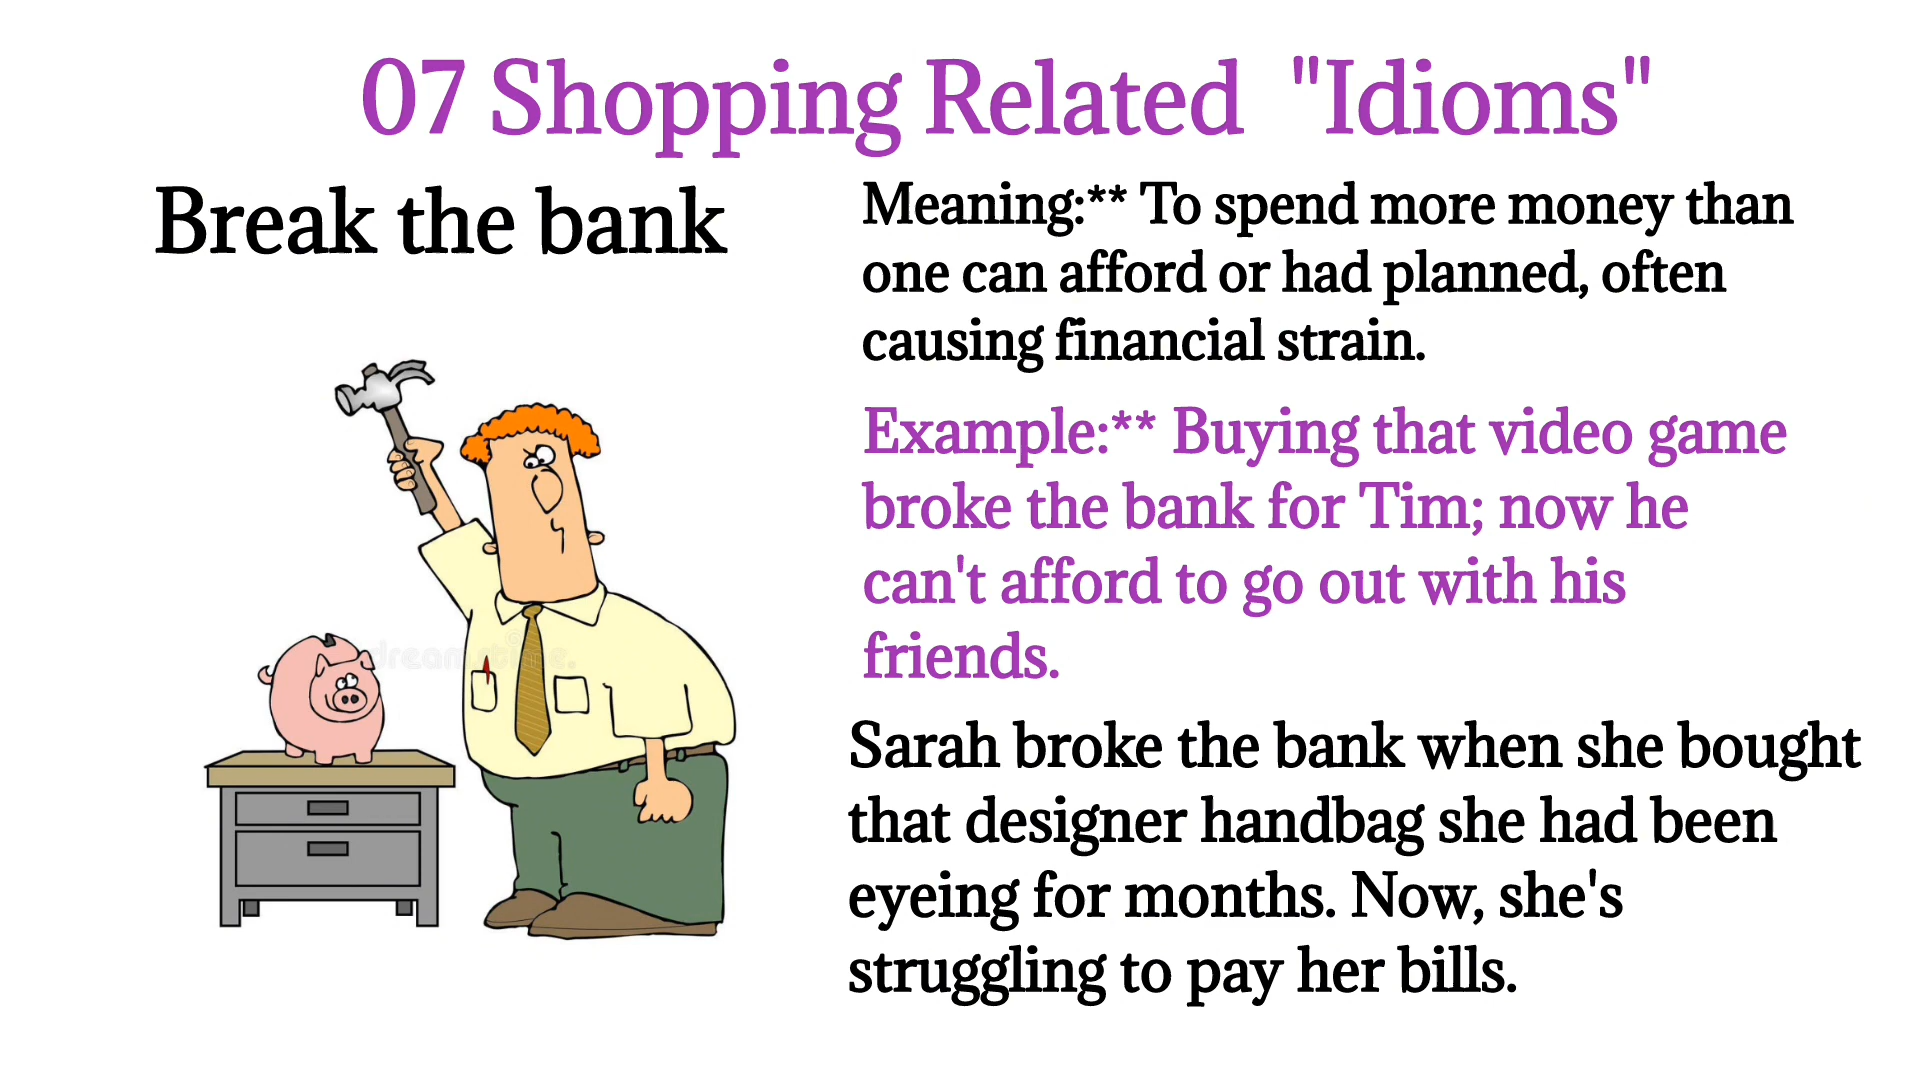 07 Shopping Related "Idioms"
Break the bank
Meaning:** To spend more money than
one can afford or had planned, often
causing financial strain.
Example:** Buying that video game
broke the bank for Tim; now he
can't afford to go out with his
friends.
Sarah broke the bank when she bought
that designer handbag she had been
eyeing for months. Now, she's
struggling to pay her bills.
dreamstime.